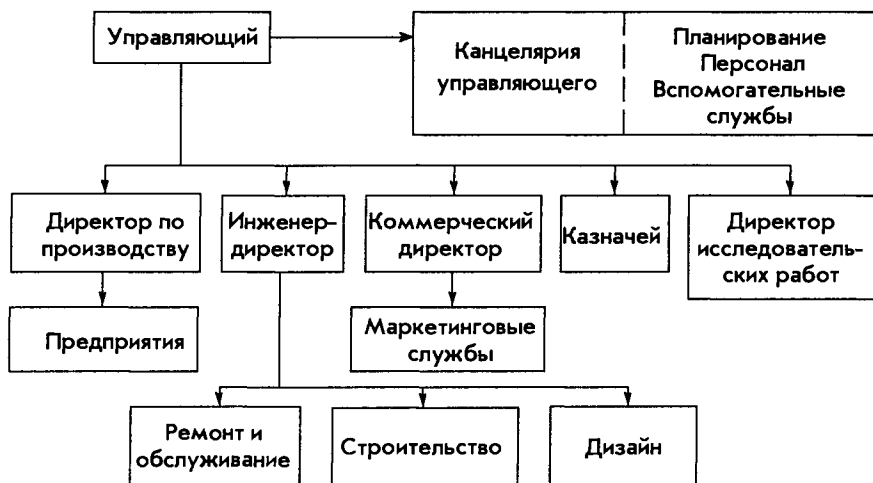 Управляющий
Канцелярия
управляющего
Планирование
Персонал
Вспомогательные
службы
Директор по
производству
Инженер-
директор
Коммерческий
директор
Казначей
Директор
исследователь-
ских работ
Предприятия
Маркетинговые
службы
Ремонт и
обслуживание
Строительство
Дизайн